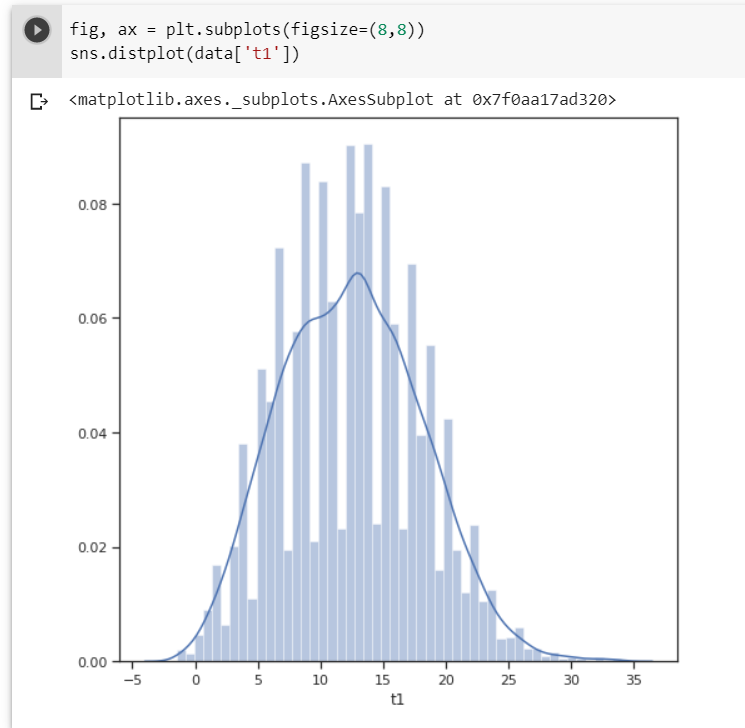 fig, ax = plt.subplots(figsize=(8,8))
sns.distplot(data['t1'])
<matplotlib.axes._subplots.AxesSubplot at 0x7f0aa17ad320>
0.08
0.06
0.04
0.02
0.00
−5 0 5 10 15 20 25 30 35
t1